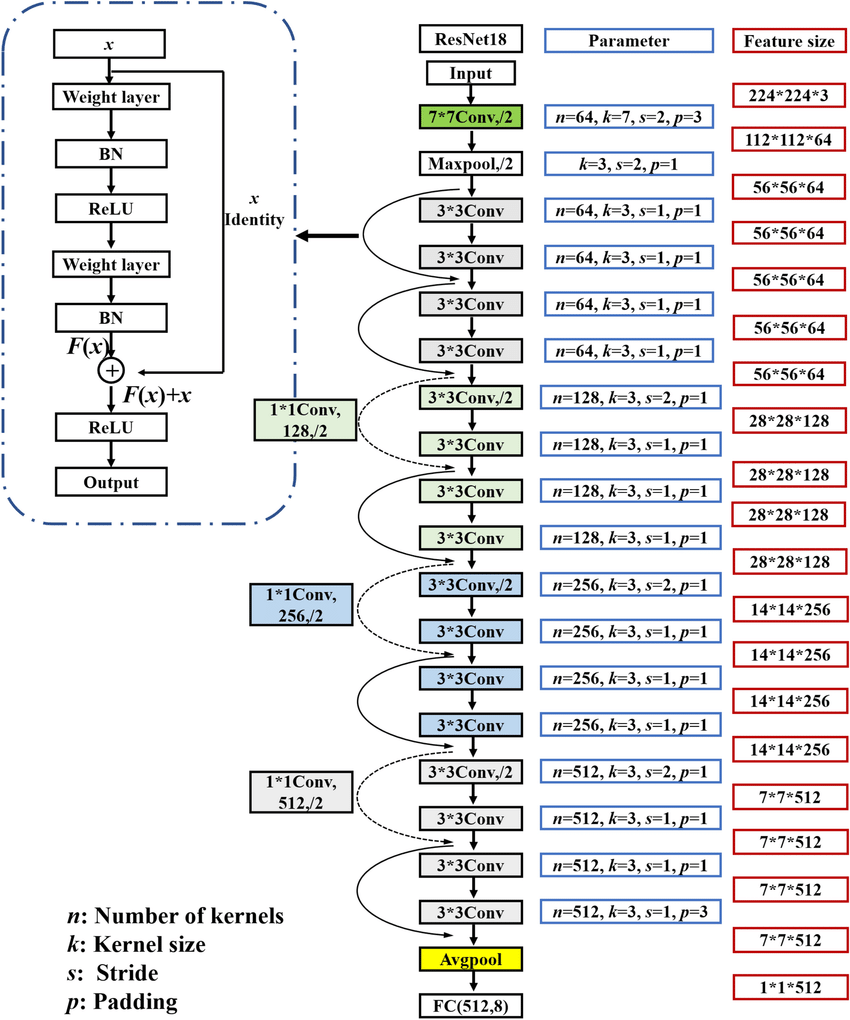 x
Weight layer
BN
ReLU
Weight layer
BN
F(x)
+
F(x)+x
ReLU
Output
x
Identity
ResNet18
Parameter
Feature size
Input
224*224*3
7*7Conv,/2
n=64, k=7, s=2, p=3
112*112*64
Maxpool,/2
k=3, s=2, p=1
56*56*64
3*3Conv
n=64, k=3, s=1, p=1
56*56*64
3*3Conv
n=64, k=3, s=1, p=1
56*56*64
3*3Conv
n=64, k=3, s=1, p=1
56*56*64
3*3Conv
n=64, k=3, s=1, p=1
56*56*64
1*1Conv,
128,/2
3*3Conv,/2
n=128, k=3, s=2, p=1
28*28*128
3*3Conv
n=128, k=3, s=1, p=1
28*28*128
3*3Conv
n=128, k=3, s=1, p=1
28*28*128
3*3Conv
n=128, k=3, s=1, p=1
28*28*128
1*1Conv,
256,/2
3*3Conv,/2
n=256, k=3, s=2, p=1
14*14*256
3*3Conv
n=256, k=3, s=1, p=1
14*14*256
3*3Conv
n=256, k=3, s=1, p=1
14*14*256
3*3Conv
n=256, k=3, s=1, p=1
14*14*256
1*1Conv,
512,/2
3*3Conv,/2
n=512, k=3, s=2, p=1
7*7*512
3*3Conv
n=512, k=3, s=1, p=1
7*7*512
3*3Conv
n=512, k=3, s=1, p=1
7*7*512
3*3Conv
n=512, k=3, s=1, p=3
7*7*512
Avgpool
1*1*512
FC(512,8)
n: Number of kernels
k: Kernel size
s: Stride
p: Padding